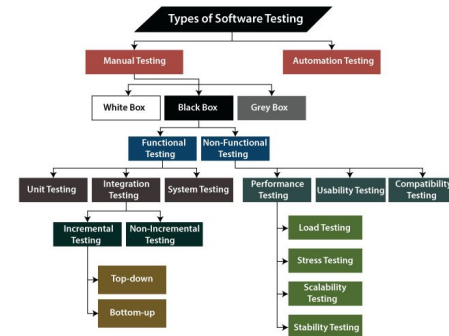 Types of Software Testing
Manual Testing
Automation Testing
White Box
Black Box
Grey Box
Functional
Testing
Non-Functional
Testing
Unit Testing
Integration
Testing
System Testing
Performance
Testing
Usability Testing
Compatibility
Testing
Incremental
Testing
Non-Incremental
Testing
Top-down
Bottom-up
Load Testing
Stress Testing
Scalability
Testing
Stability Testing